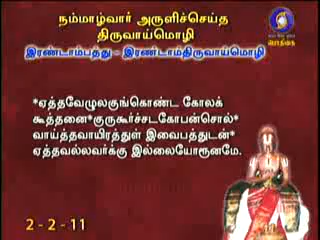 நம்மாழ்வார் அருளிச்செய்த
திருவாய்மொழி
இரண்டாம்பத்து – இரண்டாம்திருவாய்மொழி
*ஏத்தவேழுலகுங்கொண்ட கோலக்
கூத்தனை*குருகூர்ச்சடகோபன்சொல்*
வாய்த்தவாயிரத்துள் இவைபத்துடன்*
ஏத்தவல்லவர்க்கு இல்லையோரூனமே.
2 - 2 - 11
பொதிகை